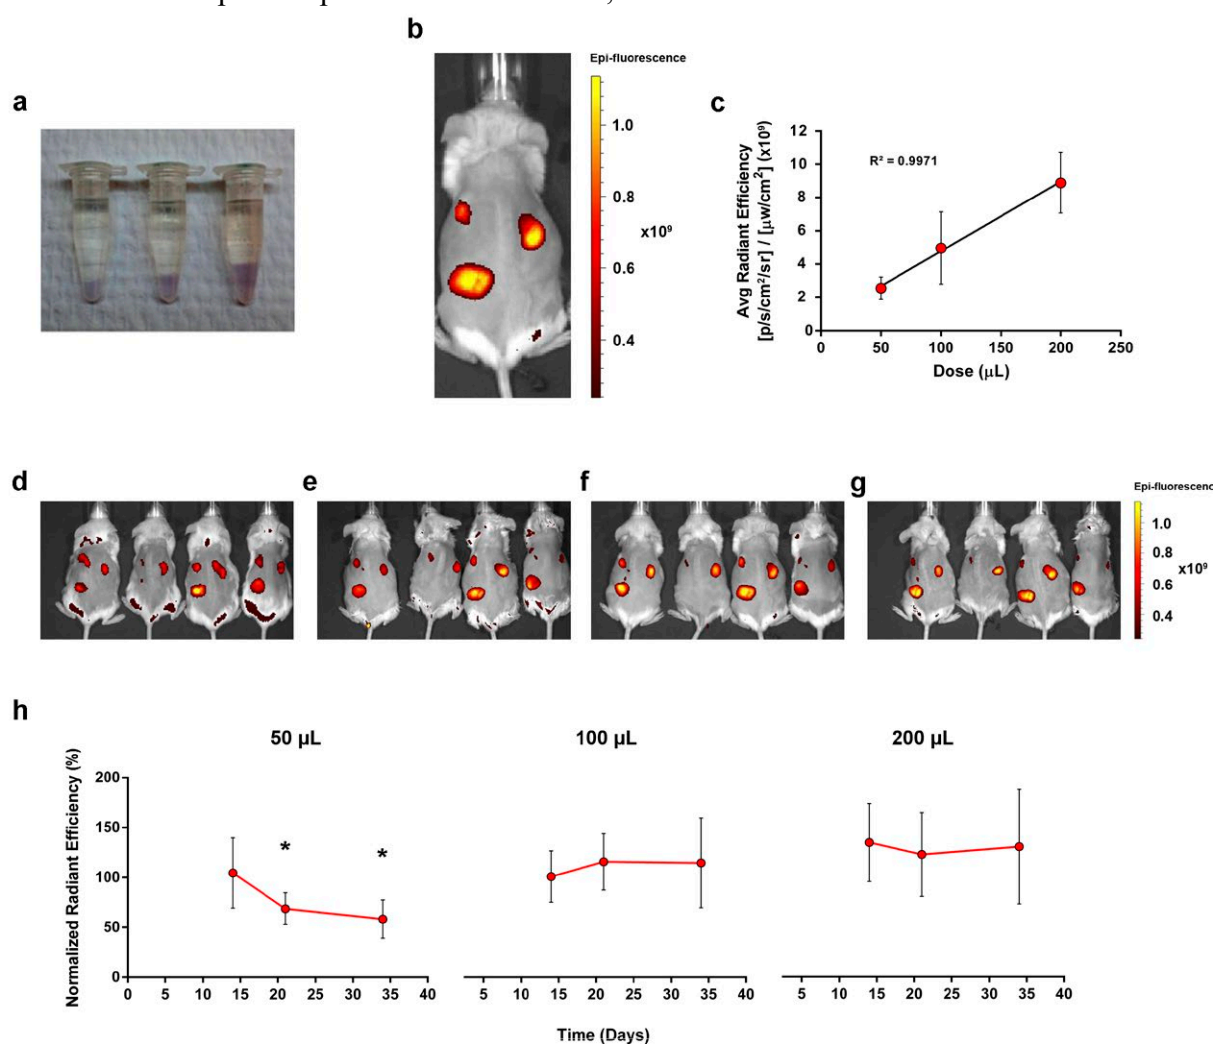 a
b
Epi-fluorescence
1.0
0.8
x10⁹
0.6
0.4
c
Avg Radiant Efficiency
[p/s/cm²/sr] / [μw/cm²] (x10⁹)
R² = 0.9971
12
10
8
6
4
2
0
0 50 100 150 200 250
Dose (μL)
d
e
f
g
Epi-fluorescenc
1.0
0.8
x10⁹
0.6
0.4
h
50 μL 100 μL 200 μL
Normalized Radiant Efficiency (%)
200
150
100
50
0
* *
0 5 10 15 20 25 30 35 40
5 10 15 20 25 30 35 40
5 10 15 20 25 30 35 40
Time (Days)